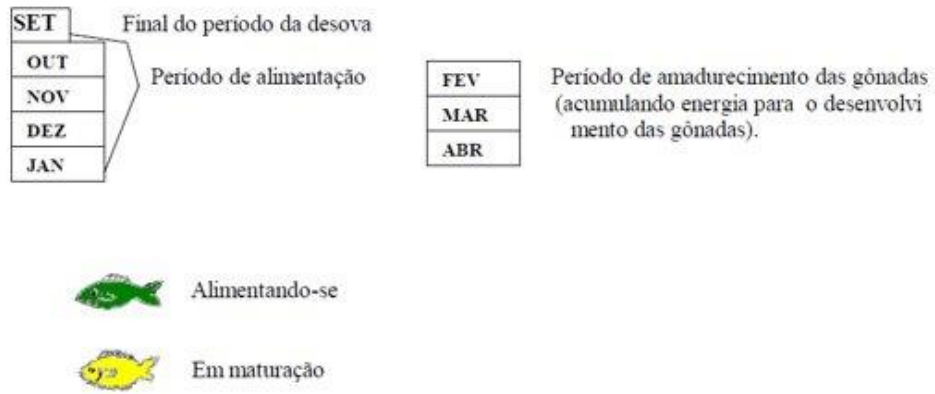 SET Final do período da desova
OUT
Período de alimentação
NOV
DEZ
JAN
FEV
MAR
ABR
Período de amadurecimento das gônadas
(acumulando energia para o desenvolvi
mento das gônadas).
Alimentando-se
Em maturação